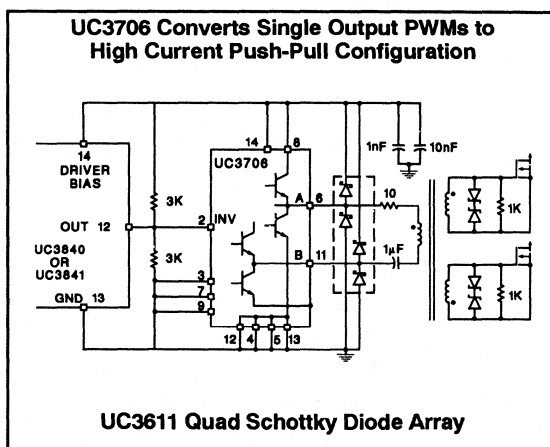 UC3706 Converts Single Output PWMs to
High Current Push-Pull Configuration
14
DRIVER
BIAS
OUT 12
UC3840
OR
UC3841
GND 13
3K
3K
14
8
UC3706
2
INV
A 6
B 11
3
7
9
12 4 5 13
10
1µF
1nF
10nF
1K
1K
UC3611 Quad Schottky Diode Array